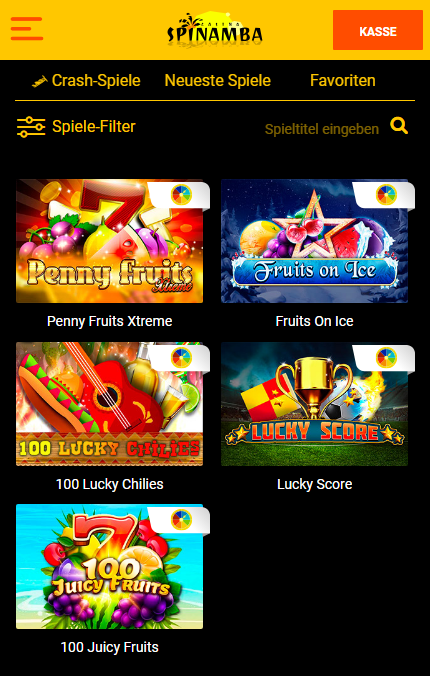 CASINO
SPINAMBA
KASSE
Crash-Spiele Neueste Spiele Favoriten
Spiele-Filter Spieltitel eingeben
7
Penny Fruits
Xtreme
Fruits on Ice
Penny Fruits Xtreme Fruits On Ice
100 LUCKY CHILIES
LUCKY SCORE
100 Lucky Chilies Lucky Score
7
100
JUICY FRUITS
100 Juicy Fruits